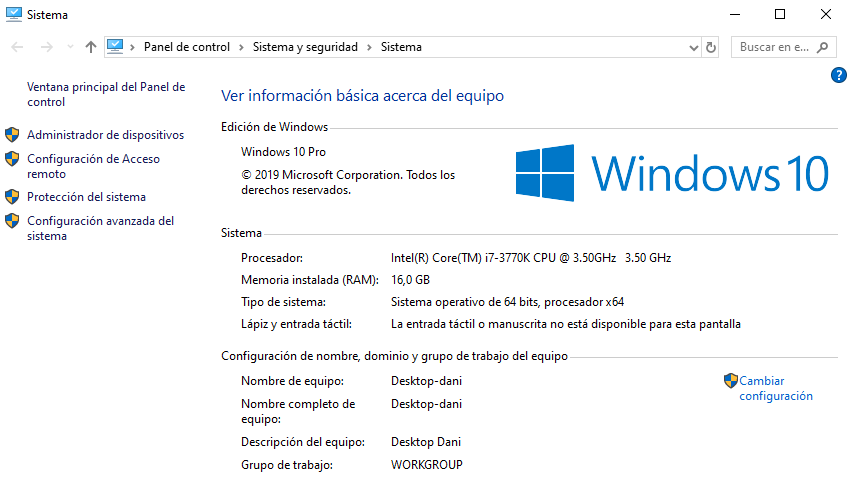 Sistema
Panel de control
Sistema y seguridad
Sistema
Buscar en e...
Ventana principal del Panel de
control
Administrador de dispositivos
Configuración de Acceso
remoto
Protección del sistema
Configuración avanzada del
sistema
?
Ver información básica acerca del equipo
Edición de Windows
Windows 10 Pro
© 2019 Microsoft Corporation. Todos los
derechos reservados.
Windows 10
Sistema
Procesador: Intel(R) Core(TM) i7-3770K CPU @ 3.50GHz 3.50 GHz
Memoria instalada (RAM): 16,0 GB
Tipo de sistema: Sistema operativo de 64 bits, procesador x64
Lápiz y entrada táctil: La entrada táctil o manuscrita no está disponible para esta pantalla
Configuración de nombre, dominio y grupo de trabajo del equipo
Nombre de equipo: Desktop-dani
Cambiar
configuración
Nombre completo de
equipo:
Desktop-dani
Descripción del equipo: Desktop Dani
Grupo de trabajo: WORKGROUP